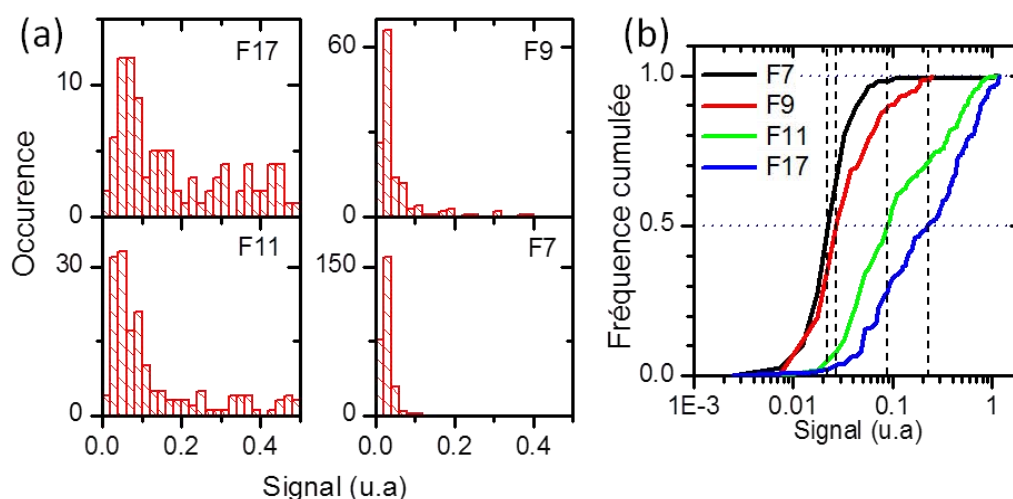 (a)
F17
F9
10
60
0
0
Occurence
F11
F7
30
150
0
0
0.0 0.2 0.4
0.0 0.2 0.4
Signal (u.a)
(b)
1.0
F7
F9
F11
F17
0.5
0.0
Fréquence cumulée
1E-3 0.01 0.1 1
Signal (u.a)